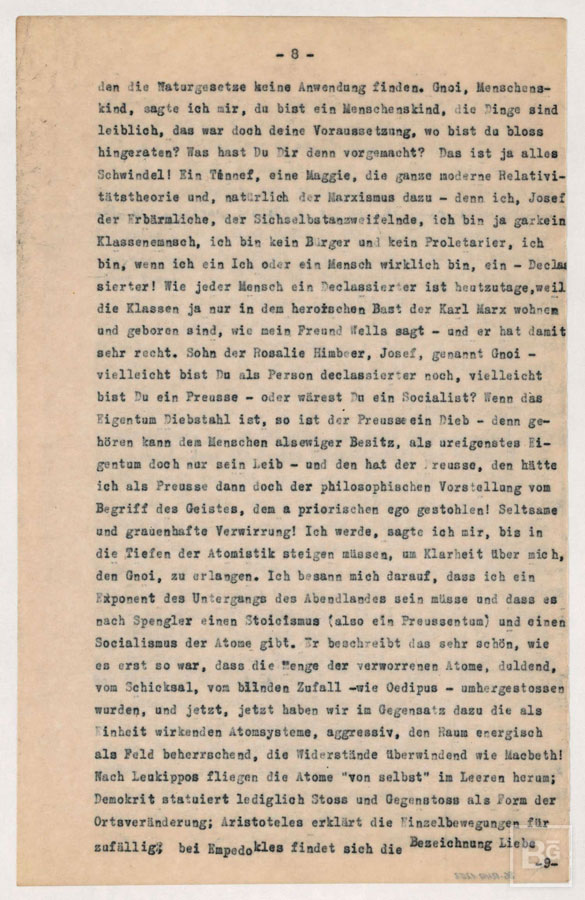 - 8 -
den die Naturgesetze keine Anwendung finden. Gnoi, Menschens-
kind, sagte ich mir, du bist ein Menschenskind, die Dinge sind
leiblich, das war doch deine Voraussetzung, wo bist du bloss
hingeraten? Was hast Du Dir denn vorgemacht? Das ist ja alles
Schwindel! Ein Tennef, eine Maggie, die ganze moderne Relativi-
tätstheorie und, natürlich der Marxismus dazu - denn ich, Josef
der Erbärmliche, der Sichselbstanzweifelnde, ich bin ja garkein
Klassenemnsch, ich bin kein Bürger und kein Proletarier, ich
bin, wenn ich ein Ich oder ein Mensch wirklich bin, ein - Declas
sierter! Wie jeder Mensch ein Declassierter ist heutzutage,weil
die Klassen ja nur in dem heroischen Bast der Karl Marx wohnen
und geboren sind, wie mein Freund Wells sagt - und er hat damit
sehr recht. Sohn der Rosalie Himbeer, Josef, genannt Gnoi -
vielleicht bist Du als Person declassierter noch, vielleicht
bist Du ein Preusse - oder wärest Du ein Socialist? Wenn das
Eigentum Diebstahl ist, so ist der Preusse ein Dieb - denn ge-
hören kann dem Menschen alsewiger Besitz, als ureigenstes Ei-
gentum doch nur sein Leib - und den hat der Preusse, den hätte
ich als Preusse dann doch der philosophischen Vorstellung vom
Begriff des Geistes, dem a priorischen ego gestohlen! Seltsame
und grauenhafte Verwirrung! Ich werde, sagte ich mir, bis in
die Tiefen der Atomistik steigen müssen, um Klarheit über mich,
den Gnoi, zu erlangen. Ich besann mich darauf, dass ich ein
Exponent des Untergangs des Abendlandes sein müsse und dass es
nach Spengler einen Stoicismus (also ein Preussentum) und einen
Socialismus der Atome gibt. Er beschreibt das sehr schön, wie
es erst so war, dass die Menge der verworrenen Atome, duldend,
vom Schicksal, vom blinden Zufall -wie Oedipus - umhergestossen
wurden, und jetzt, jetzt haben wir im Gegensatz dazu die als
Einheit wirkenden Atomsysteme, aggressiv, den Raum energisch
als Feld beherrschend, die Widerstände überwindend wie Macbeth!
Nach Leukippos fliegen die Atome "von selbst" im Leeren herum;
Demokrit statuiert lediglich Stoss und Gegenstoss als Form der
Ortsveränderung; Aristoteles erklärt die Einzelbewegungen für
zufällig; bei Empedokles findet sich die Bezeichnung Liebe
-9-
BG